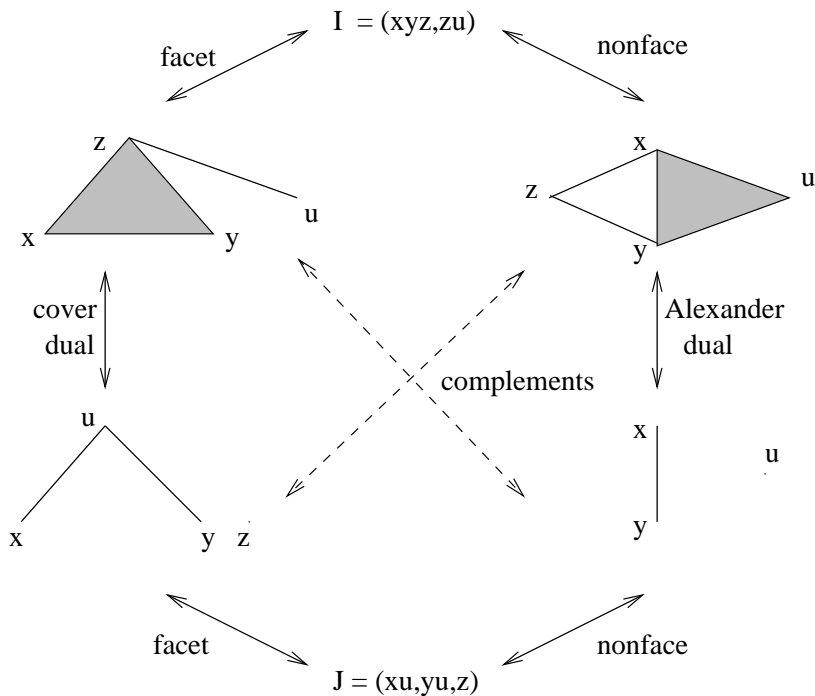 I = (xyz,zu)
facet
nonface
z
x
y
u
x
z
u
y
cover
dual
Alexander
dual
complements
u
x
y
z
x
u
y
facet
nonface
J = (xu,yu,z)